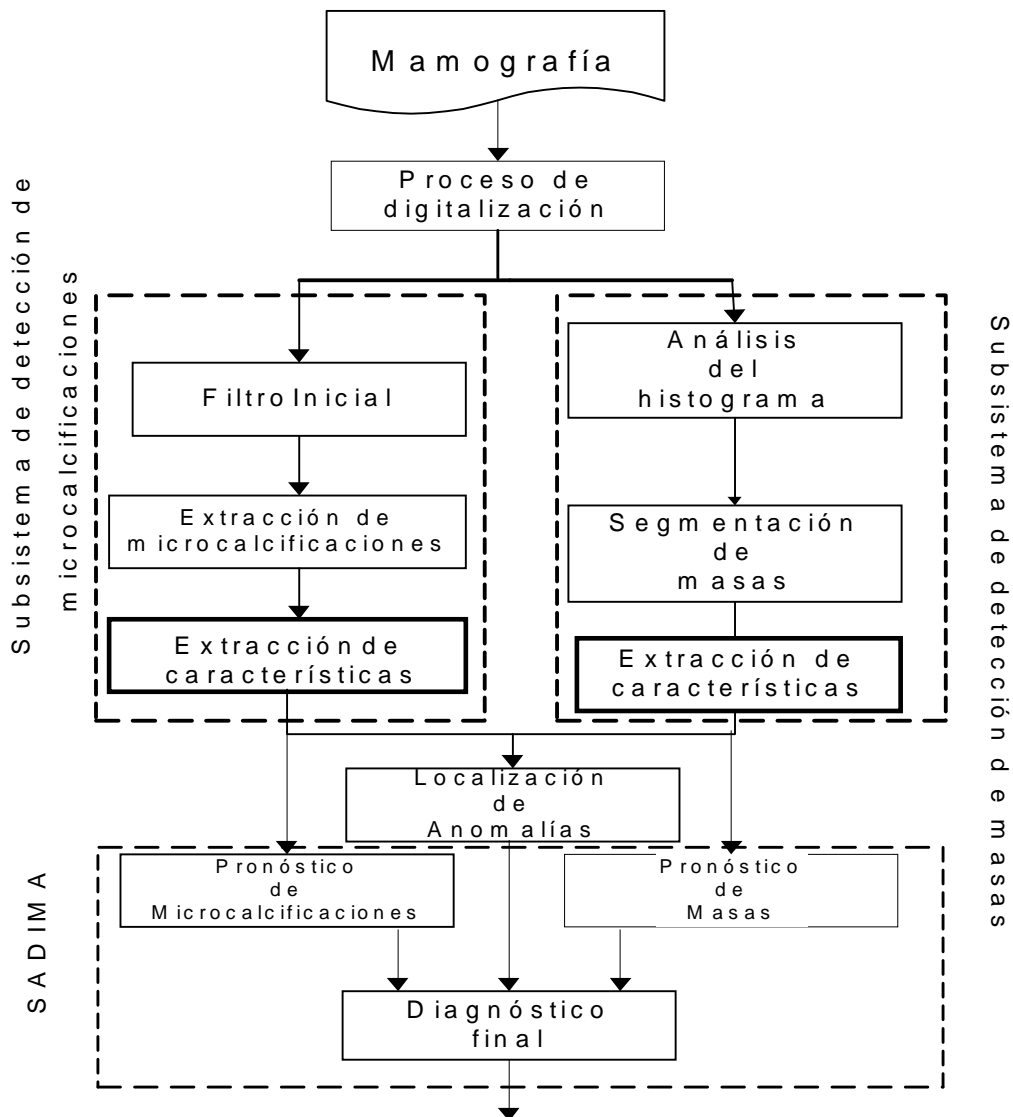 Mamografía
Proceso de
digitalización
Subsistema de detección de
microcalcificaciones
Filtro Inicial
Extracción de
microcalcificaciones
Extracción de
características
Análisis
del
histograma
Segmentación
de
masas
Extracción de
características
Subsistema de detección de masas
Localización
de
Anomalías
SADIMA
Pronóstico
de
Microcalcificaciones
Pronóstico
de
Masas
Diagnóstico
final